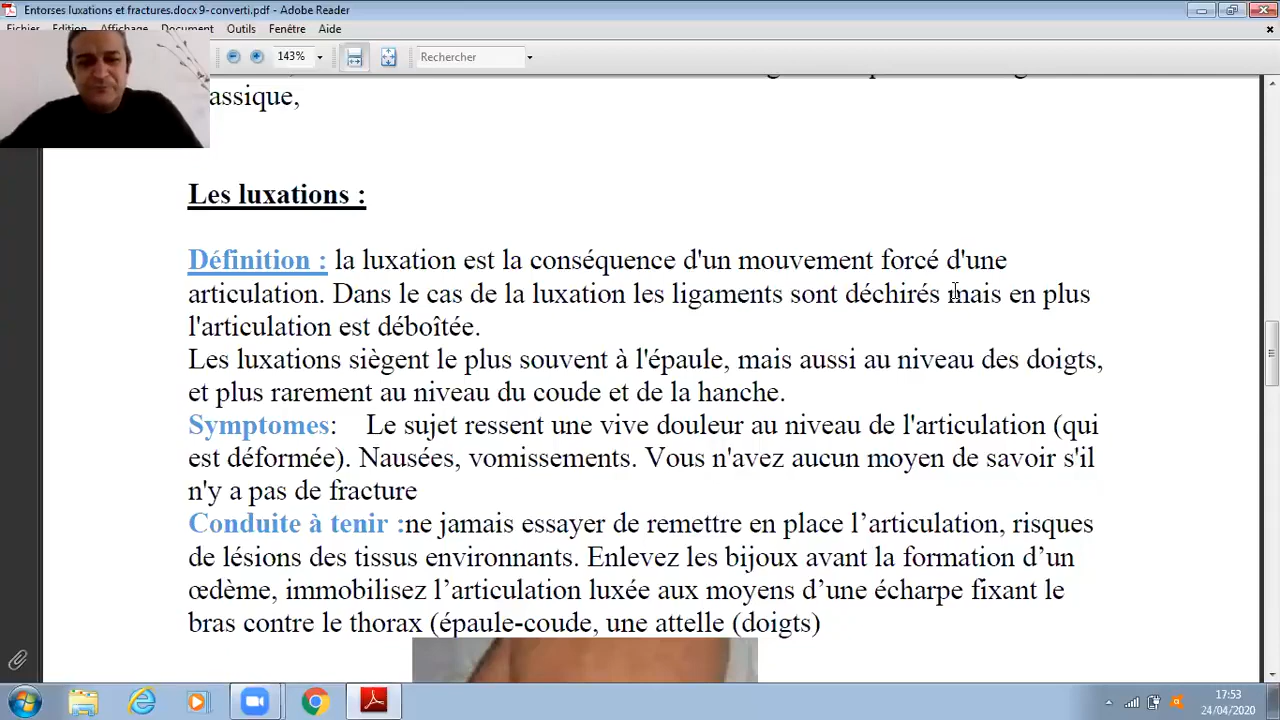 Entorses luxations et fractures.docx 9-converti.pdf - Adobe Reader
Fichier Edition Affichage Document Outils Fenêtre Aide
143% Rechercher
assique,
Les luxations :
Définition : la luxation est la conséquence d'un mouvement forcé d'une
articulation. Dans le cas de la luxation les ligaments sont déchirés mais en plus
l'articulation est déboîtée.
Les luxations siègent le plus souvent à l'épaule, mais aussi au niveau des doigts,
et plus rarement au niveau du coude et de la hanche.
Symptomes: Le sujet ressent une vive douleur au niveau de l'articulation (qui
est déformée). Nausées, vomissements. Vous n'avez aucun moyen de savoir s'il
n'y a pas de fracture
Conduite à tenir :ne jamais essayer de remettre en place l’articulation, risques
de lésions des tissus environnants. Enlevez les bijoux avant la formation d’un
œdème, immobilisez l’articulation luxée aux moyens d’une écharpe fixant le
bras contre le thorax (épaule-coude, une attelle (doigts)
17:53
24/04/2020